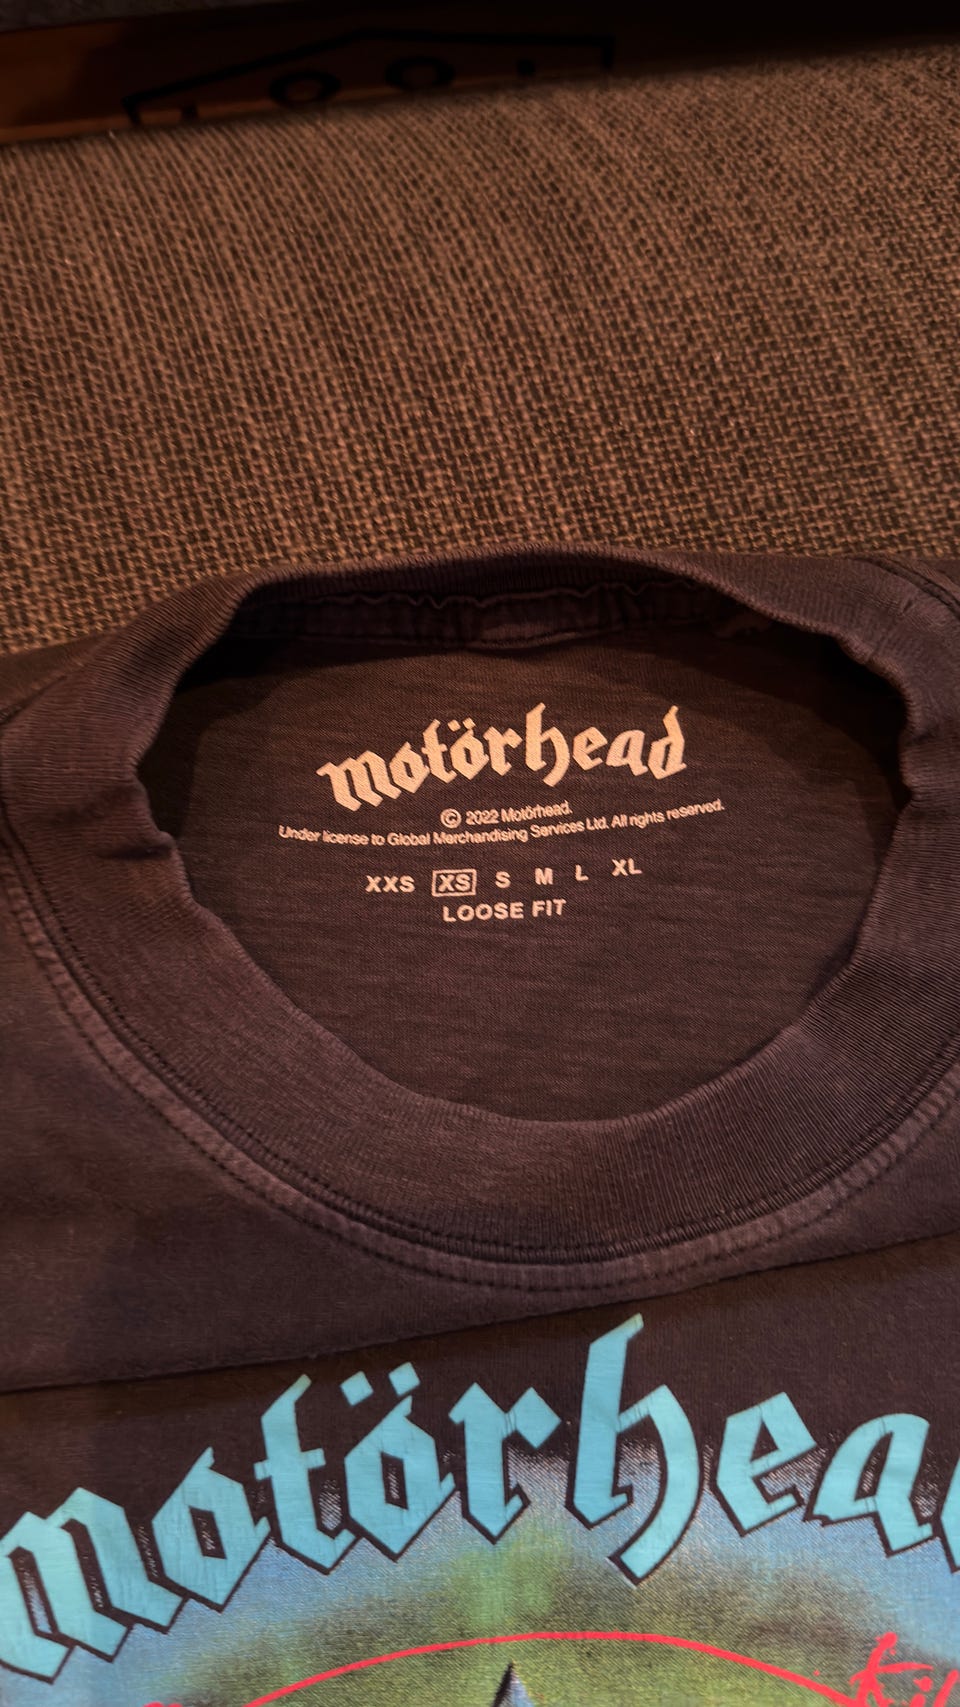 motörhead
© 2022 Motörhead.
Under license to Global Merchandising Services Ltd. All rights reserved.
XXS XS S M L XL
LOOSE FIT
motörhead